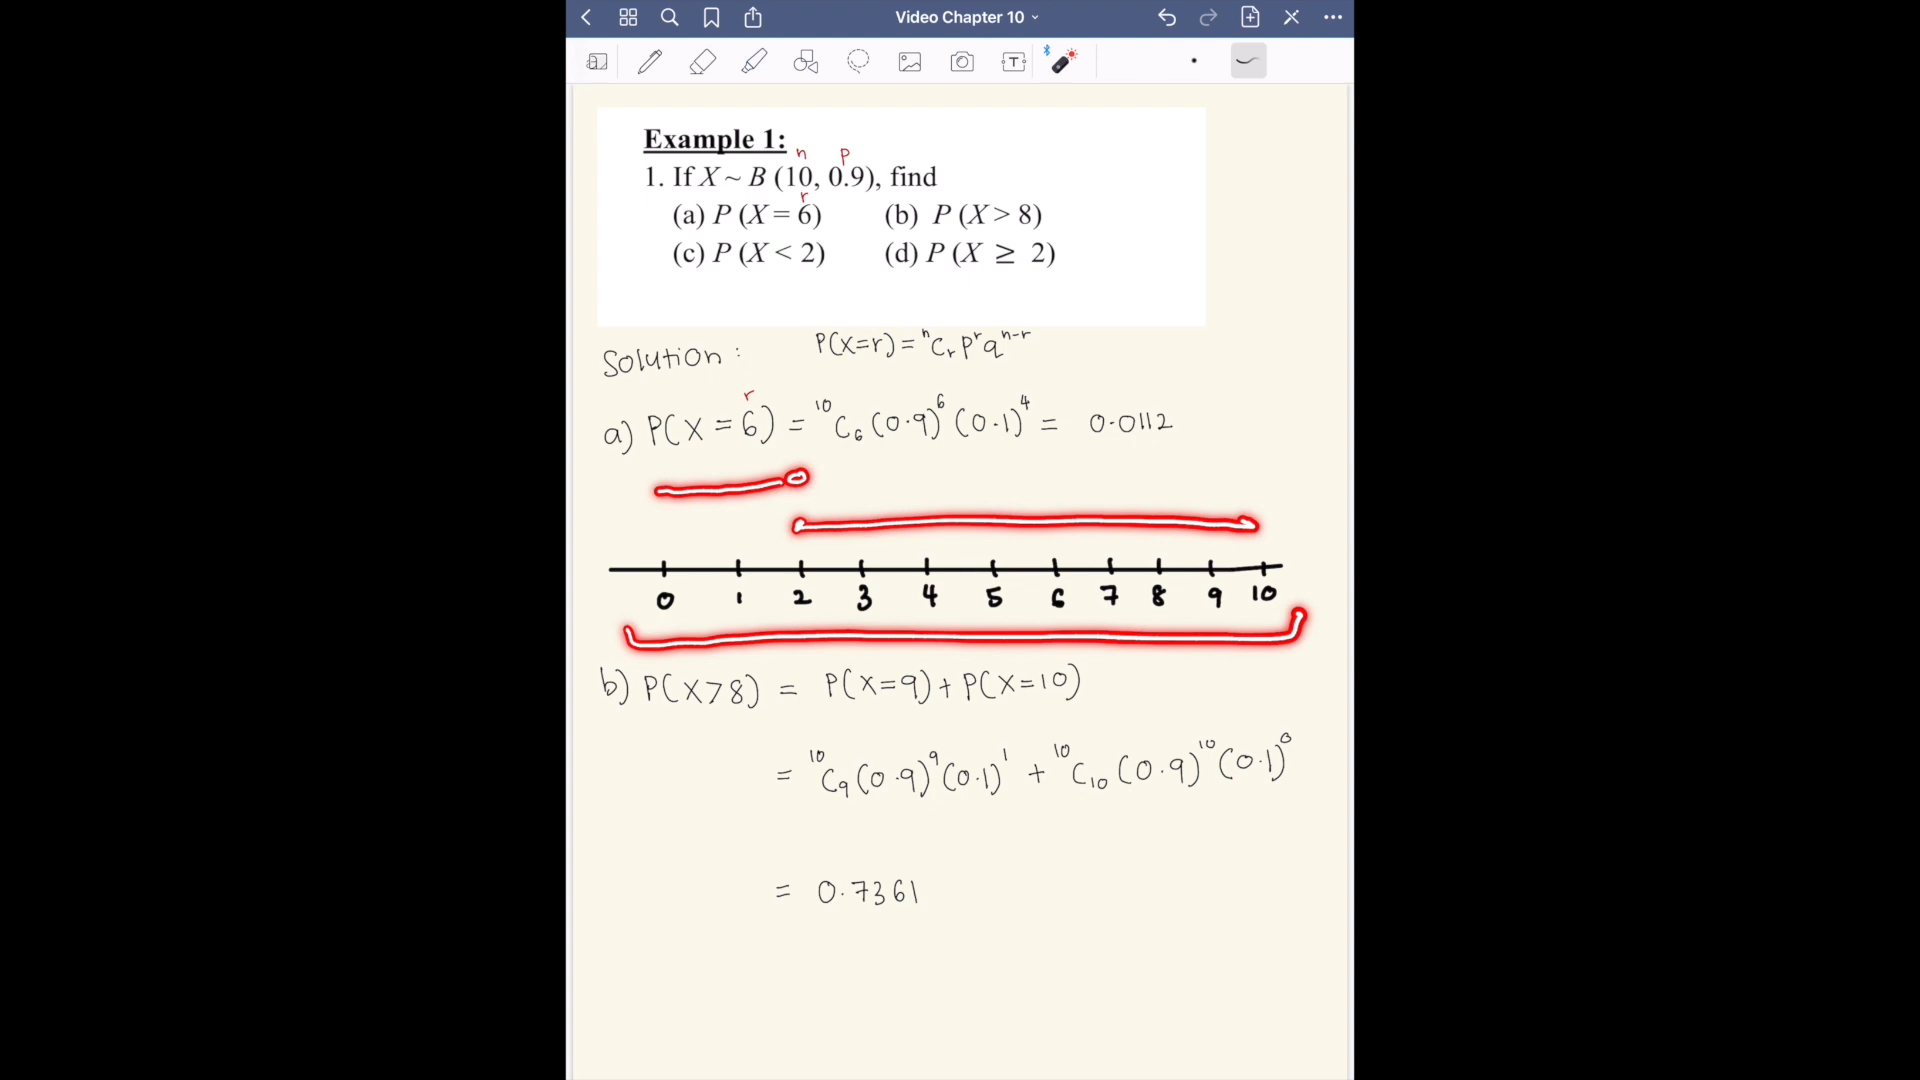 Video Chapter 10
Example 1:
n p
1. If X ~ B (10, 0.9), find
r
(a) P (X = 6) (b) P (X > 8)
(c) P (X < 2) (d) P (X ≥ 2)
Solution : P(X=r) = ⁿCᵣ pʳ qⁿ⁻ʳ
r
a) P(X = 6) = ¹⁰C₆ (0.9)⁶ (0.1)⁴ = 0.0112
0 1 2 3 4 5 6 7 8 9 10
b) P(X>8) = P(X=9) + P(X=10)
= ¹⁰C₉ (0.9)⁹ (0.1)¹ + ¹⁰C₁₀ (0.9)¹⁰ (0.1)⁰
= 0.7361